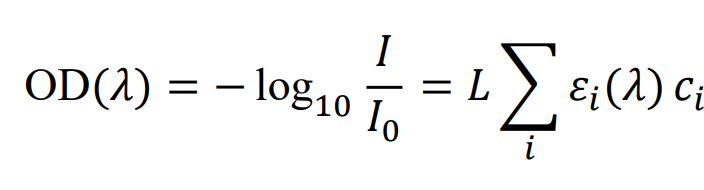 OD(λ) = − log₁₀ I/I₀ = L ∑ᵢ εᵢ(λ) cᵢ